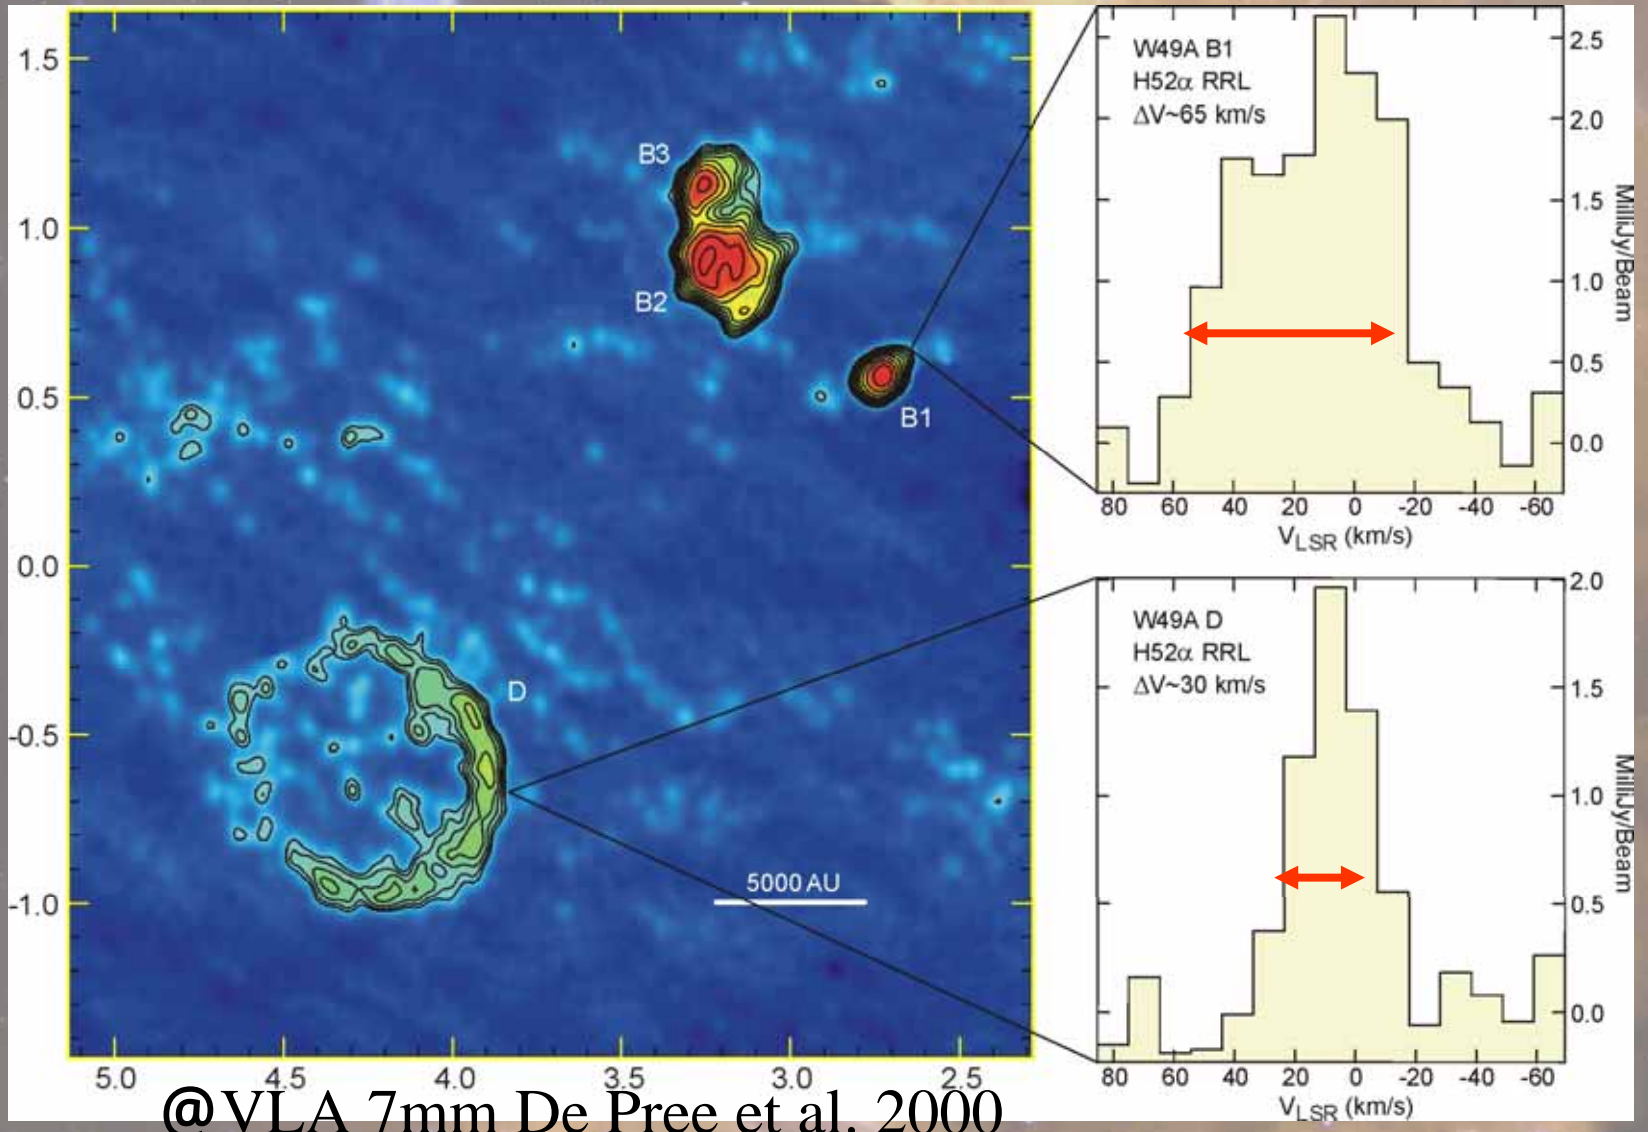 1.5
1.0
0.5
0.0
-0.5
-1.0
5.0 4.5 4.0 3.5 3.0 2.5
B3
B2
B1
D
5000 AU
W49A B1
H52α RRL
ΔV~65 km/s
2.5
2.0
1.5
1.0
0.5
0.0
MilliJy/Beam
80 60 40 20 0 -20 -40 -60
VLSR (km/s)
W49A D
H52α RRL
ΔV~30 km/s
2.0
1.5
1.0
0.5
0.0
MilliJy/Beam
80 60 40 20 0 -20 -40 -60
VLSR (km/s)
@VLA 7mm De Pree et al. 2000